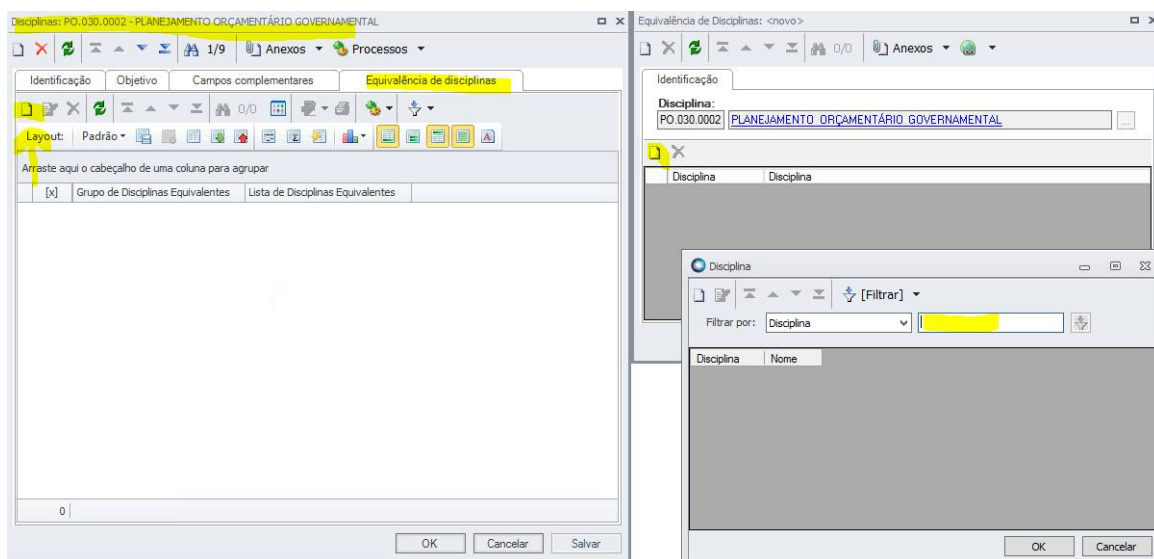 Disciplinas: PO.030.0002 - PLANEJAMENTO ORÇAMENTÁRIO GOVERNAMENTAL
1/9 Anexos Processos
Identificação Objetivo Campos complementares Equivalência de disciplinas
0/0
Layout: Padrão
Arraste aqui o cabeçalho de uma coluna para agrupar
[x] Grupo de Disciplinas Equivalentes Lista de Disciplinas Equivalentes
0
OK Cancelar Salvar
Equivalência de Disciplinas: <novo>
0/0 Anexos
Identificação
Disciplina:
PO.030.0002 PLANEJAMENTO ORÇAMENTÁRIO GOVERNAMENTAL ...
Disciplina Disciplina
Disciplina
[Filtrar]
Filtrar por: Disciplina
Disciplina Nome
OK Cancelar